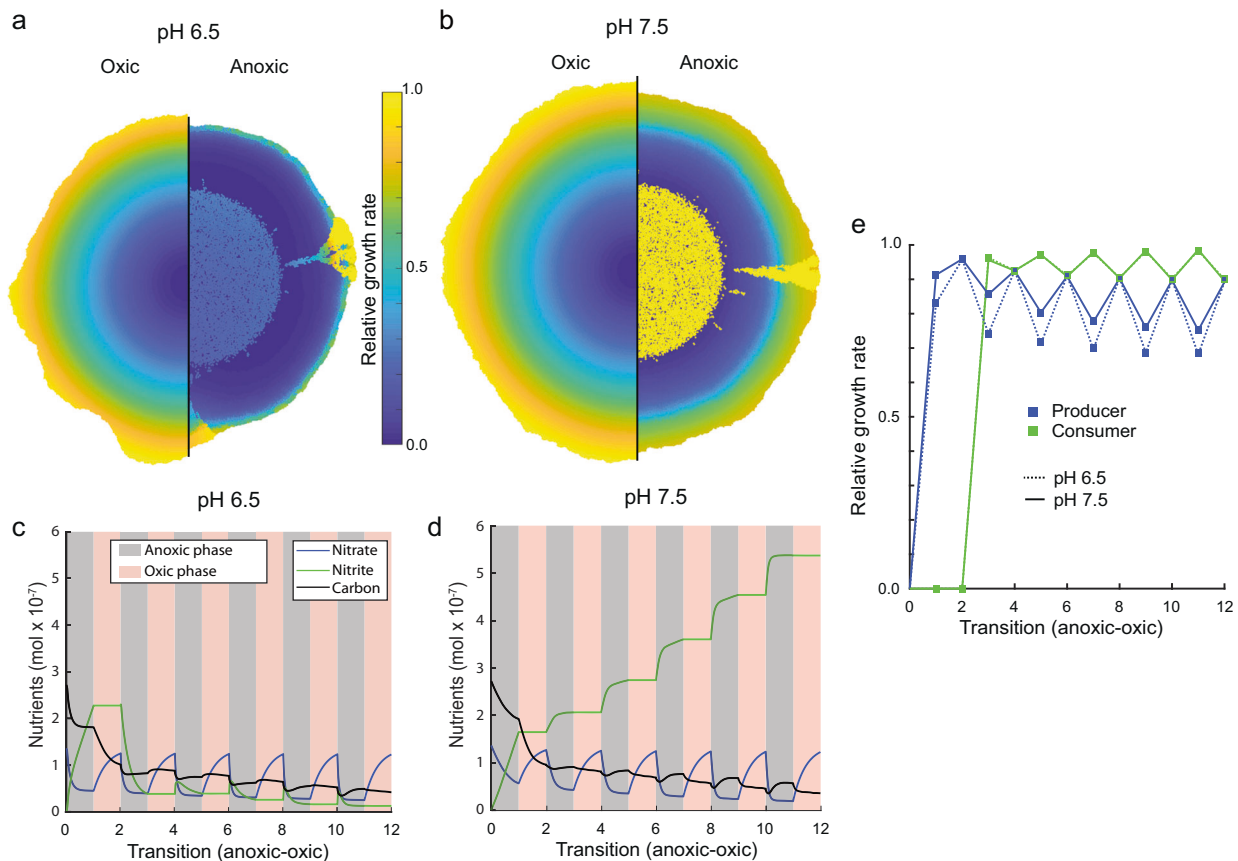 a
pH 6.5
Oxic
Anoxic
1.0
0.5
0.0
Relative growth rate
b
pH 7.5
Oxic
Anoxic
c
pH 6.5
6
5
4
3
2
1
0
Nutrients (mol x 10⁻⁷)
Anoxic phase
Oxic phase
Nitrate
Nitrite
Carbon
0 2 4 6 8 10 12
Transition (anoxic-oxic)
d
pH 7.5
6
5
4
3
2
1
0
Nutrients (mol x 10⁻⁷)
0 2 4 6 8 10 12
Transition (anoxic-oxic)
e
1.0
0.5
0.0
Relative growth rate
Producer
Consumer
pH 6.5
pH 7.5
0 2 4 6 8 10 12
Transition (anoxic-oxic)